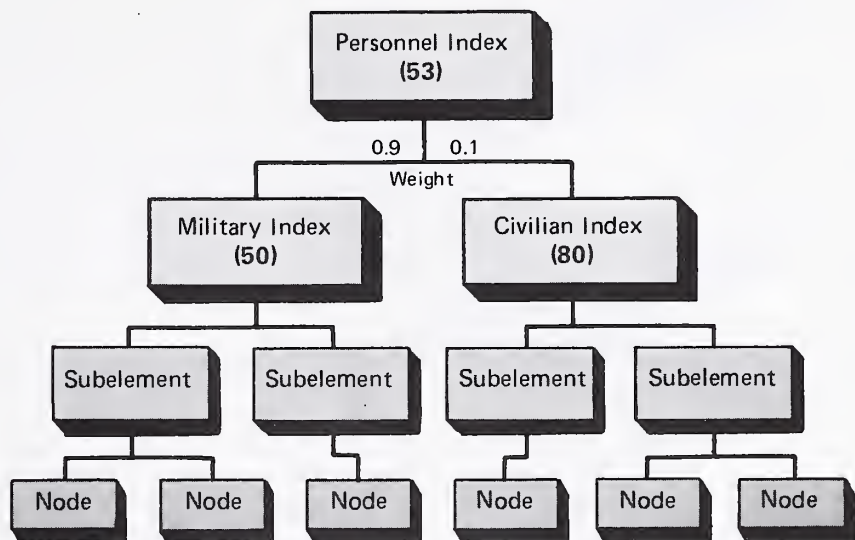 Personnel Index
(53)
0.9 0.1
Weight
Military Index
(50)
Civilian Index
(80)
Subelement
Subelement
Subelement
Subelement
Node
Node
Node
Node
Node
Node